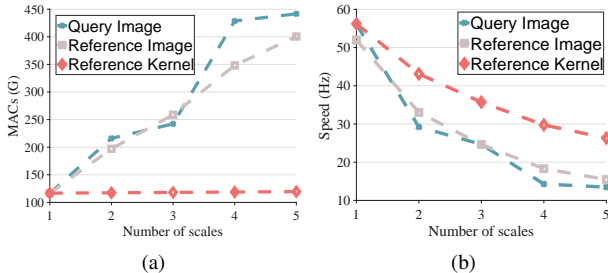 450
400
350
300
250
200
150
100
MACs (G)
Query Image
Reference Image
Reference Kernel
1 2 3 4 5
Number of scales
(a)
60
50
40
30
20
10
Speed (Hz)
Query Image
Reference Image
Reference Kernel
1 2 3 4 5
Number of scales
(b)